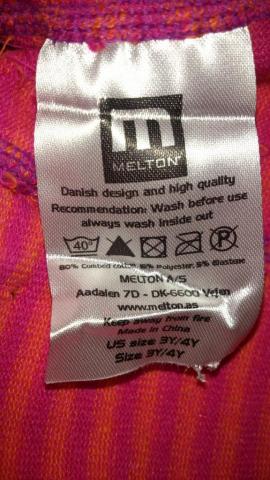 m
MELTON
Danish design and high quality
Recommendation: Wash before use
always wash inside out
40° P
80% Combed cotton, 15% Polyester, 5% Elastane
MELTON A/S
Aadalen 7D - DK-6600 Vejen
www.melton.as
Keep away from fire
Made in China
US size 3Y/4Y
Size 3Y/4Y